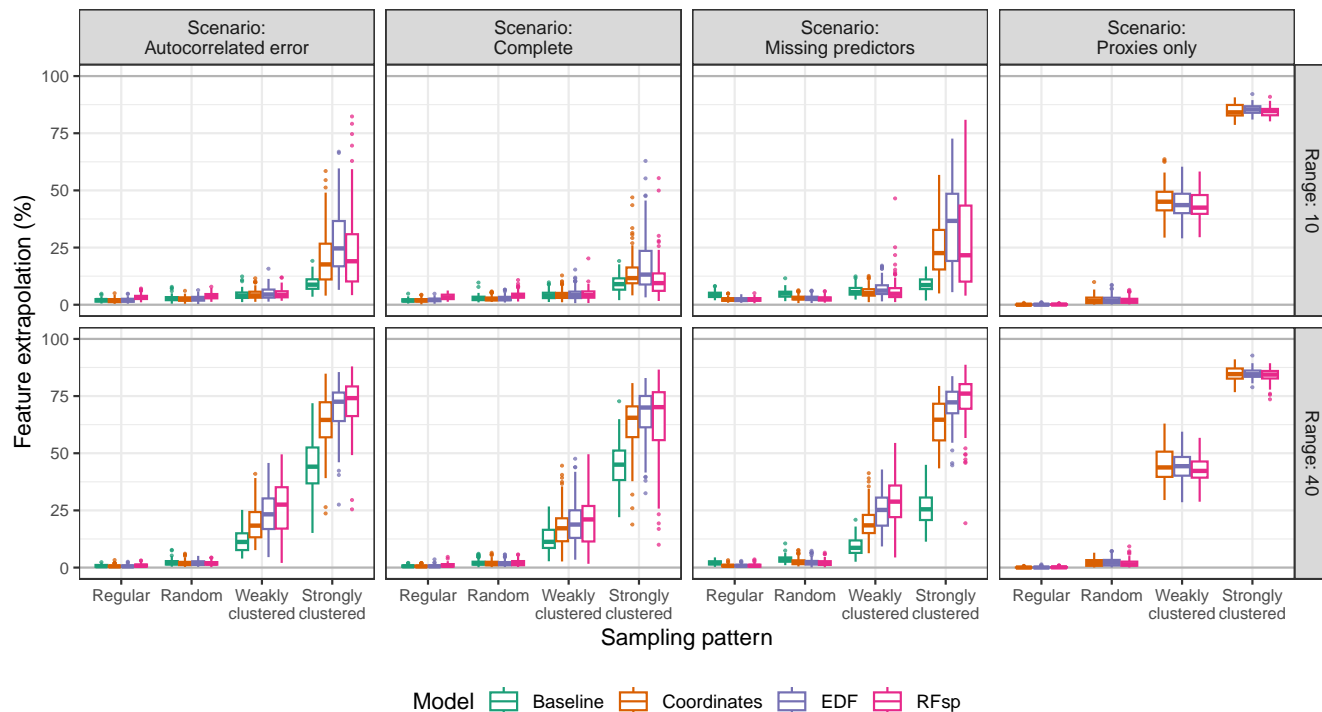 Scenario:
Autocorrelated error
Scenario:
Complete
Scenario:
Missing predictors
Scenario:
Proxies only
Feature extrapolation (%)
100
75
50
25
0
Range: 10
100
75
50
25
0
Range: 40
Regular Random Weakly clustered Strongly clustered
Regular Random Weakly clustered Strongly clustered
Regular Random Weakly clustered Strongly clustered
Regular Random Weakly clustered Strongly clustered
Sampling pattern
Model Baseline Coordinates EDF RFsp